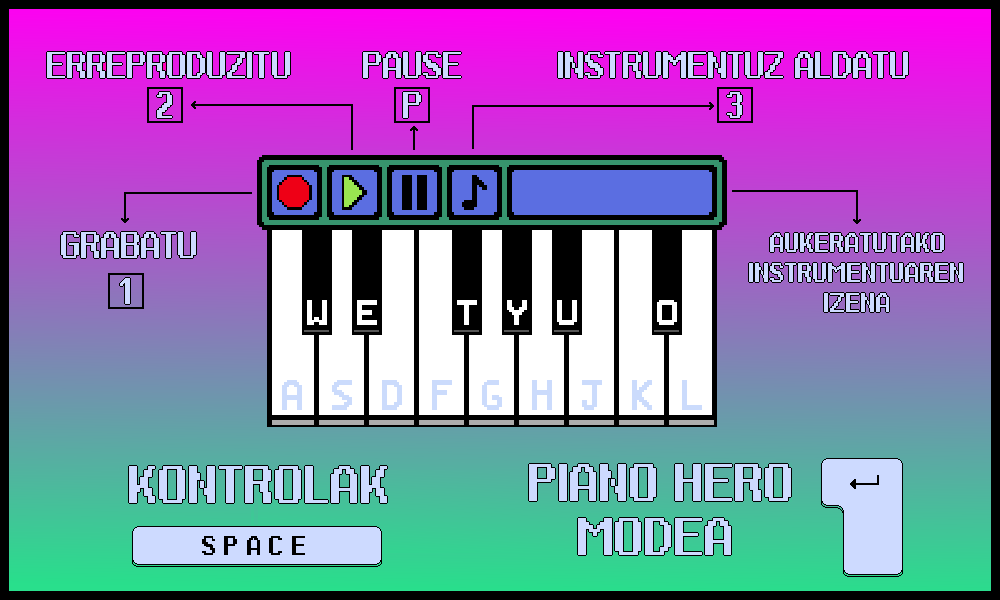 ERREPRODUZITU
2
PAUSE
P
INSTRUMENTUZ ALDATU
3
GRABATU
1
AUKERATUTAKO
INSTRUMENTUAREN
IZENA
W E T Y U O
A S D F G H J K L
KONTROLAK
SPACE
PIANO HERO
MODEA